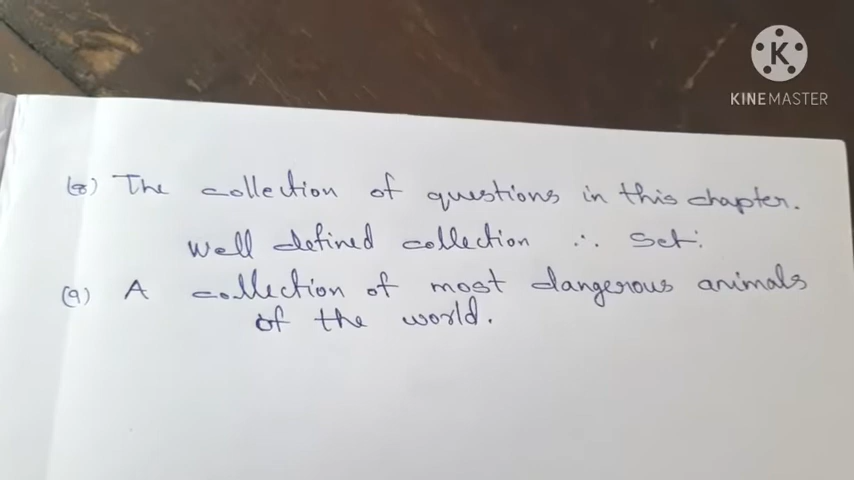 K
KINEMASTER
(8) The collection of questions in this chapter.
Well defined collection ∴ Set.
(9) A collection of most dangerous animals
of the world.